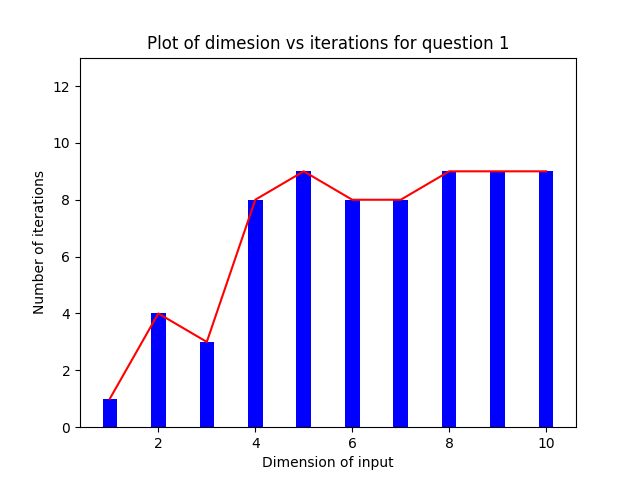 Plot of dimesion vs iterations for question 1
12
10
8
6
4
2
0
Number of iterations
2 4 6 8 10
Dimension of input